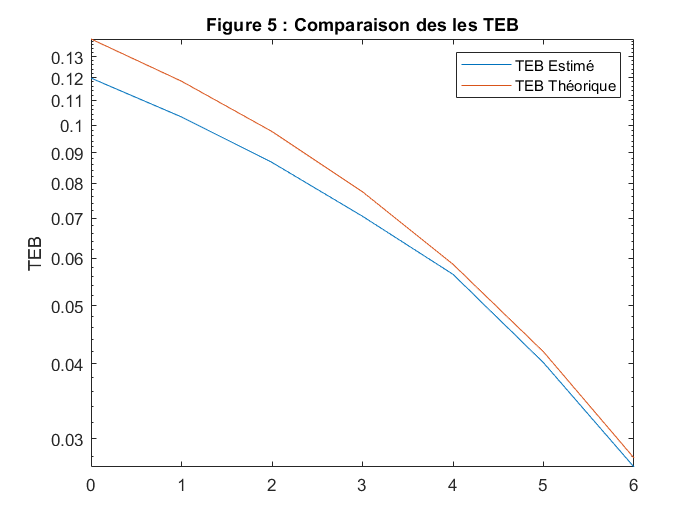 Figure 5 : Comparaison des les TEB
TEB Estimé
TEB Théorique
0.13
0.12
0.11
0.1
0.09
0.08
0.07
0.06
0.05
0.04
0.03
TEB
0 1 2 3 4 5 6